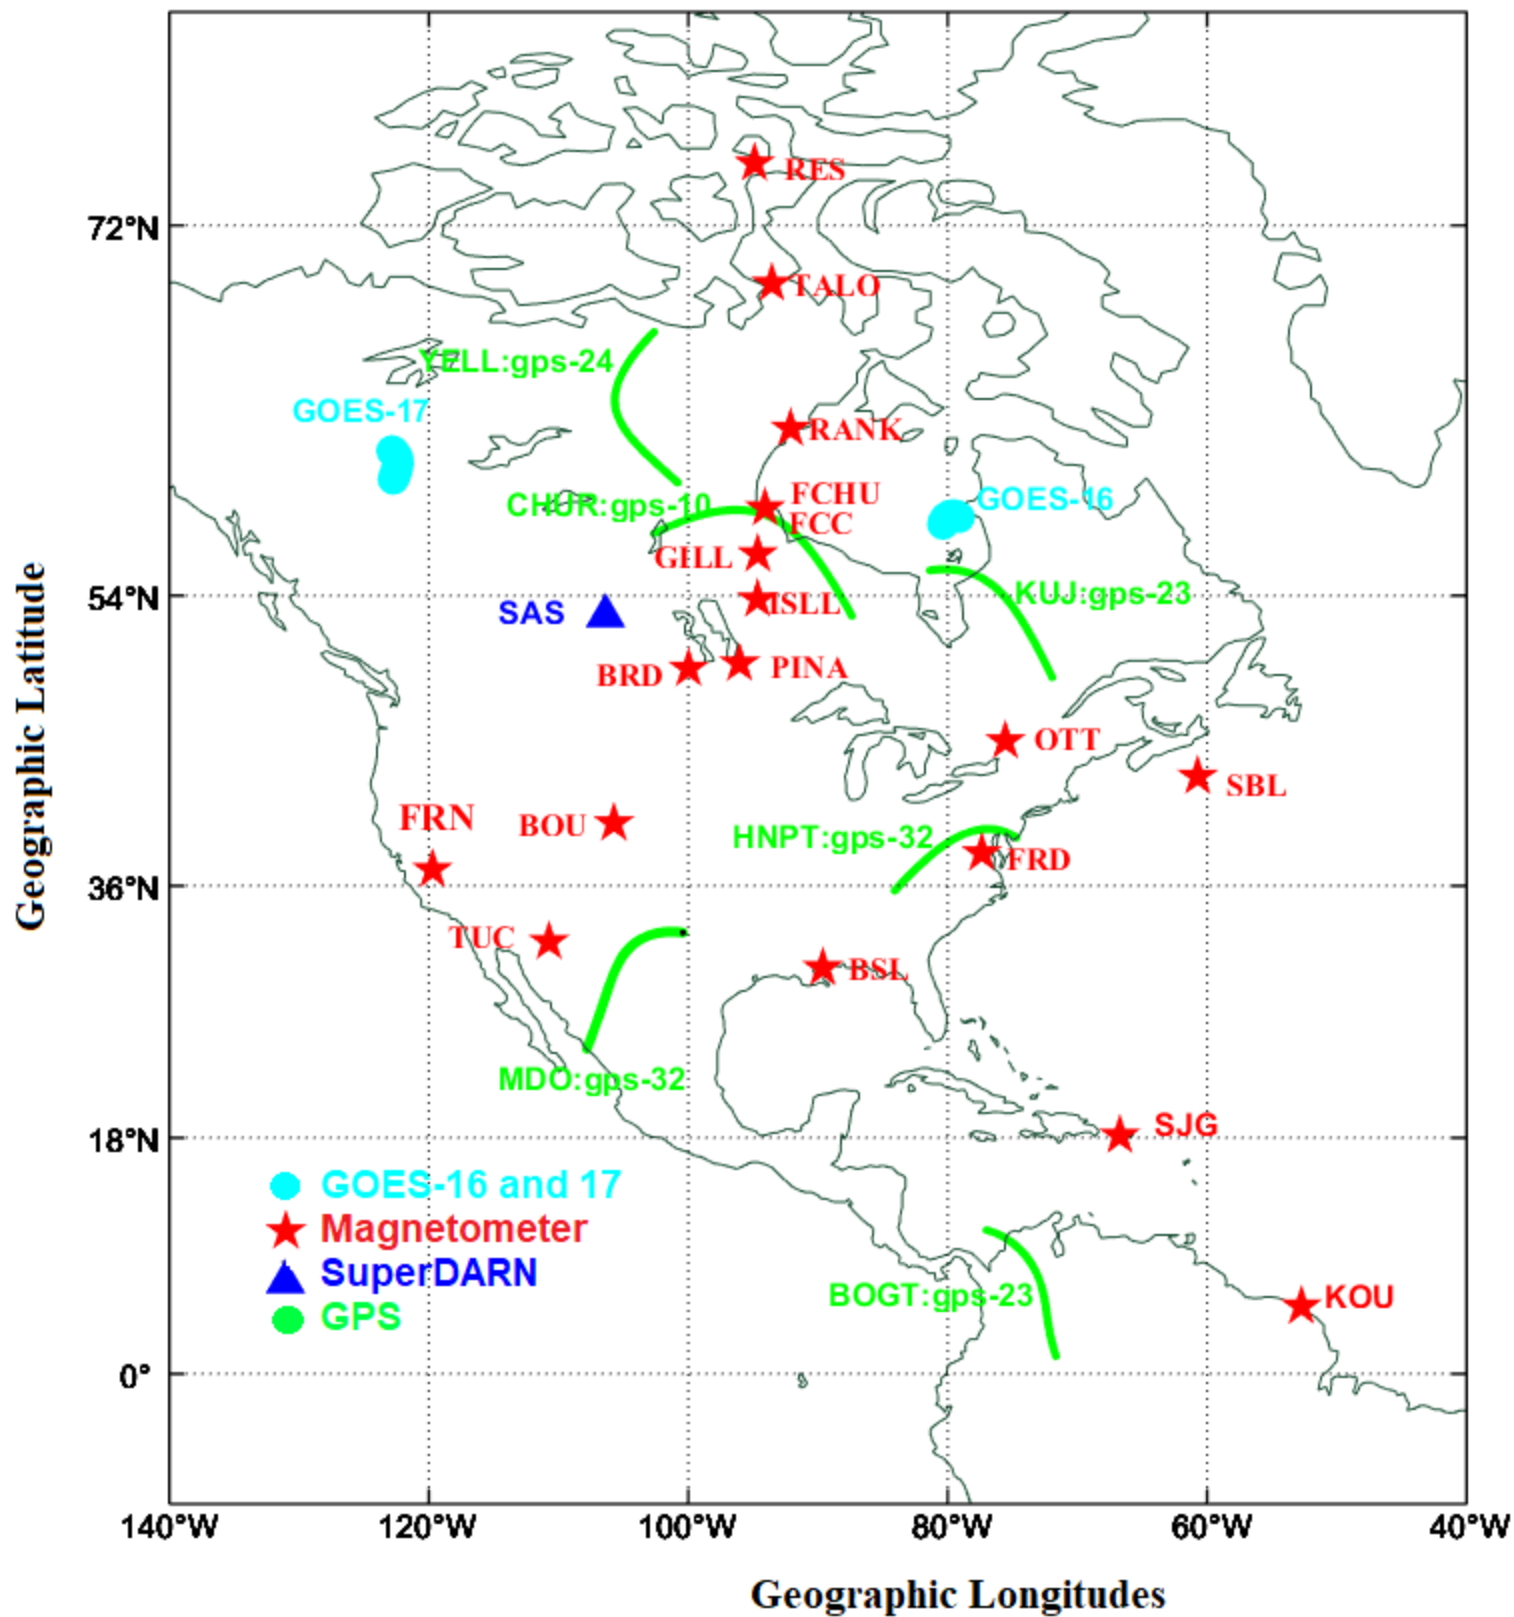 RES
72°N
TALO
YELL:gps-24
GOES-17
RANK
CHUR:gps-10
FCHU
GOES-16
FCC
GILL
54°N
KUJ:gps-23
SAS
ISLL
BRD
PINA
OTT
SBL
FRN
BOU
HNPT:gps-32
FRD
36°N
TUC
BSL
MDO:gps-32
SJG
18°N
GOES-16 and 17
Magnetometer
SuperDARN
GPS
BOGT:gps-23
KOU
0°
140°W
120°W
100°W
80°W
60°W
40°W
Geographic Latitude
Geographic Longitudes